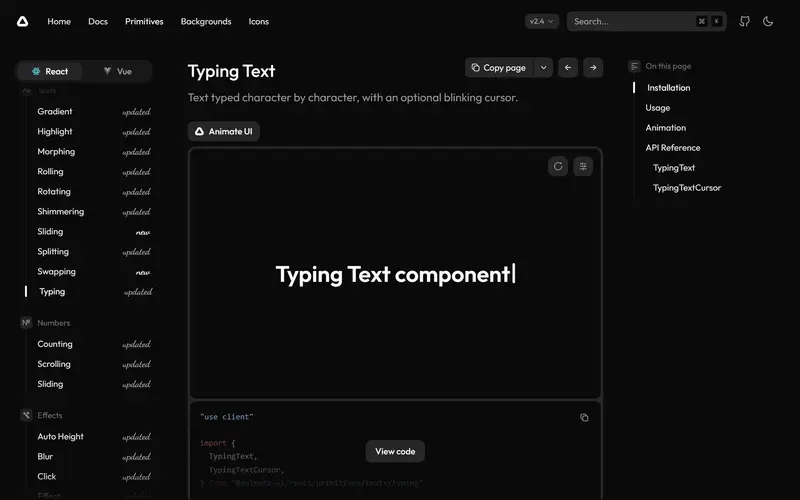 Home Docs Primitives Backgrounds Icons v2.4 Search... ⌘ K
React Vue
Texts
Gradient updated
Highlight updated
Morphing updated
Rolling updated
Rotating updated
Shimmering updated
Sliding new
Splitting updated
Swapping new
Typing updated
Numbers
Counting updated
Scrolling updated
Sliding updated
Effects
Auto Height updated
Blur updated
Click updated
Typing Text
Copy page
Text typed character by character, with an optional blinking cursor.
Animate UI
Typing Text component
"use client"
import {
TypingText,
TypingTextCursor,
View code
On this page
Installation
Usage
Animation
API Reference
TypingText
TypingTextCursor